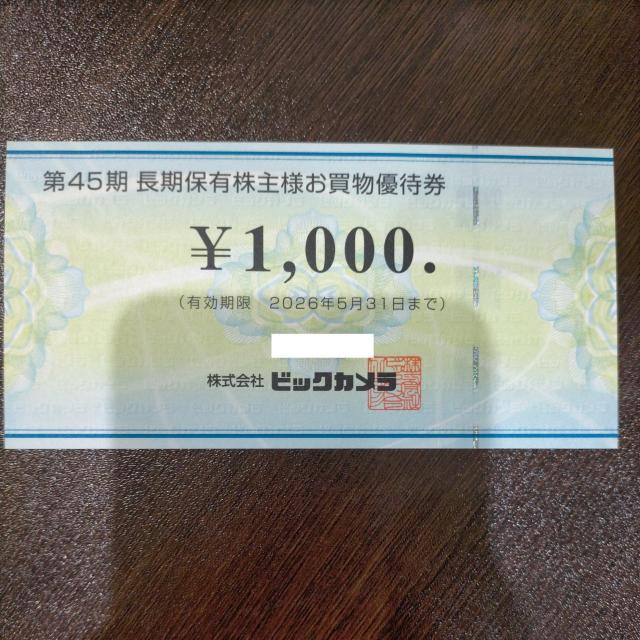 第45期 長期保有株主様お買物優待券
￥1,000.
（有効期限　2026年5月31日まで）
株式会社 ビックカメラ